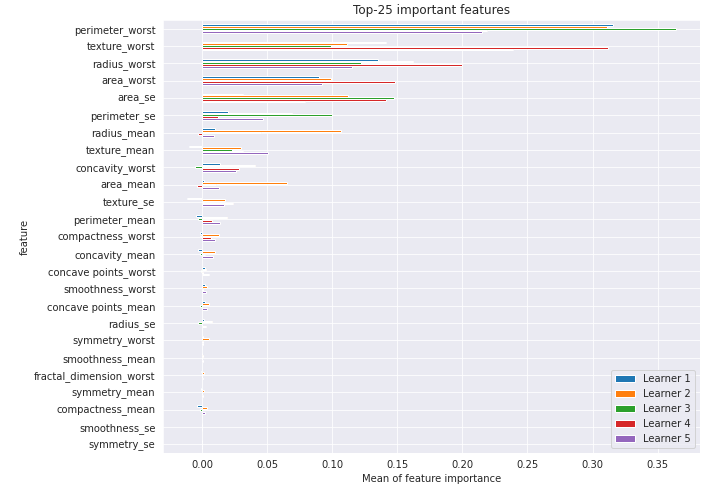 Top-25 important features
perimeter_worst
texture_worst
radius_worst
area_worst
area_se
perimeter_se
radius_mean
texture_mean
concavity_worst
area_mean
texture_se
perimeter_mean
compactness_worst
concavity_mean
concave points_worst
smoothness_worst
concave points_mean
radius_se
symmetry_worst
smoothness_mean
fractal_dimension_worst
symmetry_mean
compactness_mean
smoothness_se
symmetry_se
feature
Learner 1
Learner 2
Learner 3
Learner 4
Learner 5
0.00 0.05 0.10 0.15 0.20 0.25 0.30 0.35
Mean of feature importance